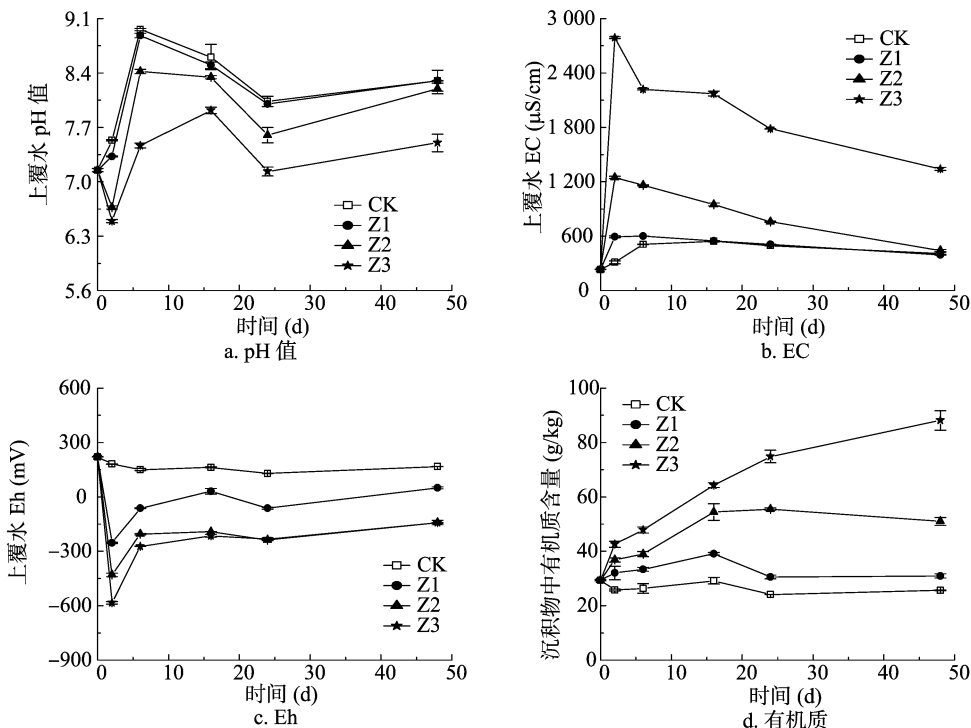 上覆水 pH 值
9.1
8.4
7.7
7.0
6.3
5.6
CK
Z1
Z2
Z3
0 10 20 30 40 50
时间 (d)
a. pH 值
上覆水 EC (μS/cm)
3 000
2 400
1 800
1 200
600
0
CK
Z1
Z2
Z3
0 10 20 30 40 50
时间 (d)
b. EC
上覆水 Eh (mV)
600
300
0
−300
−600
−900
CK
Z1
Z2
Z3
0 10 20 30 40 50
时间 (d)
c. Eh
沉积物中有机质含量 (g/kg)
100
80
60
40
20
0
CK
Z1
Z2
Z3
0 10 20 30 40 50
时间 (d)
d. 有机质